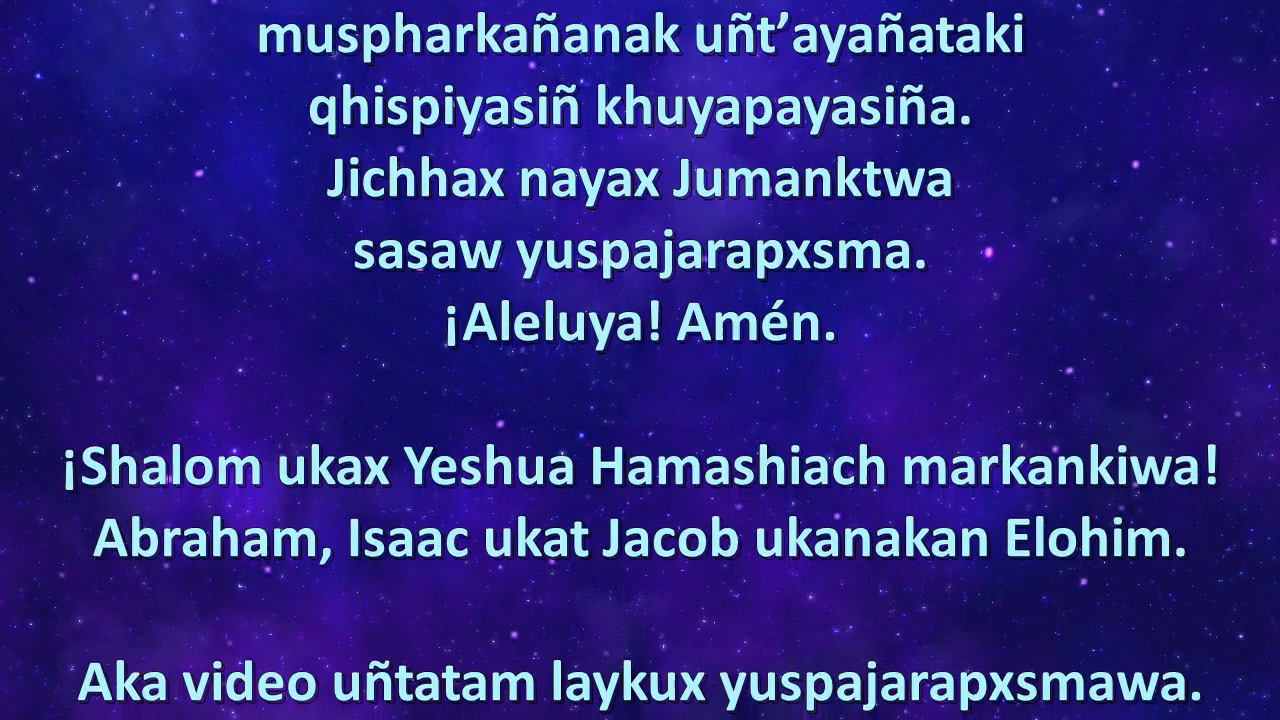 muspharkañanak uñt’ayañataki
qhispiyasiñ khuyapayasiña.
Jichhax nayax Jumanktwa
sasaw yuspajarapxsma.
¡Aleluya! Amén.
¡Shalom ukax Yeshua Hamashiach markankiwa!
Abraham, Isaac ukat Jacob ukanakan Elohim.
Aka video uñtatam laykux yuspajarapxsmawa.